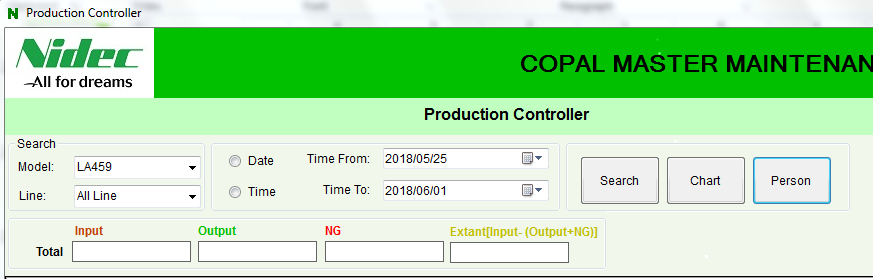 Production Controller
Nidec
All for dreams
COPAL MASTER MAINTENAN
Production Controller
Search
Model: LA459
Line: All Line
Date Time From: 2018/05/25
Time Time To: 2018/06/01
Search Chart Person
Input Output NG Extant[Input- (Output+NG)]
Total